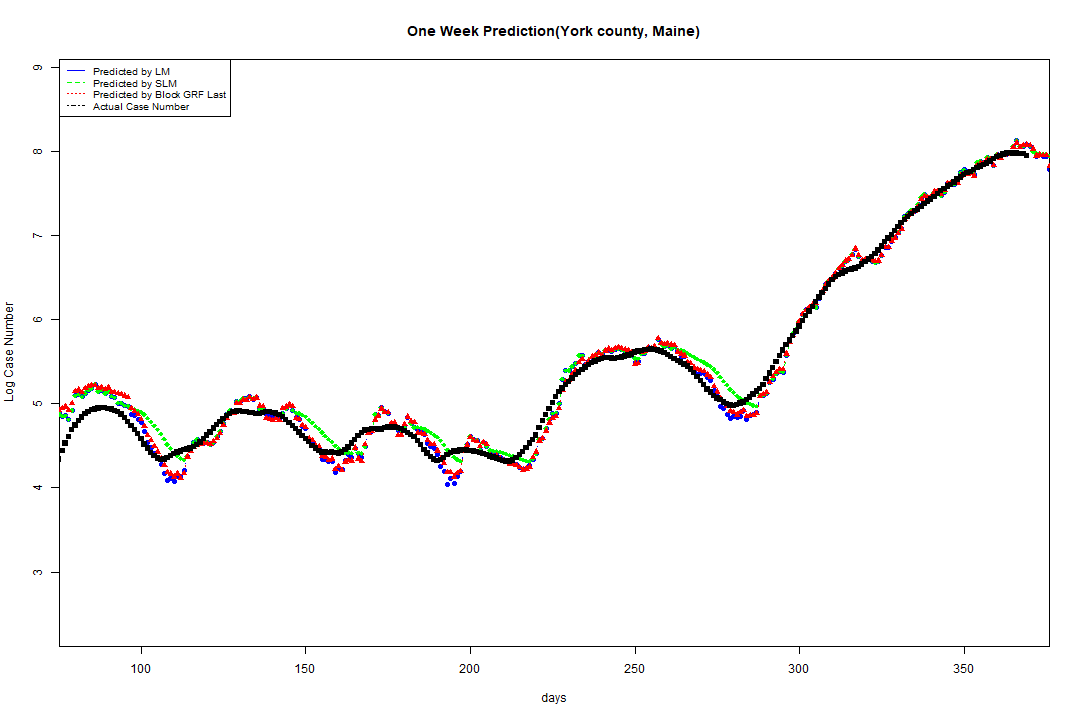 One Week Prediction(York county, Maine)
Predicted by LM
Predicted by SLM
Predicted by Block GRF Last
Actual Case Number
9
8
7
6
5
4
3
Log Case Number
100 150 200 250 300 350
days